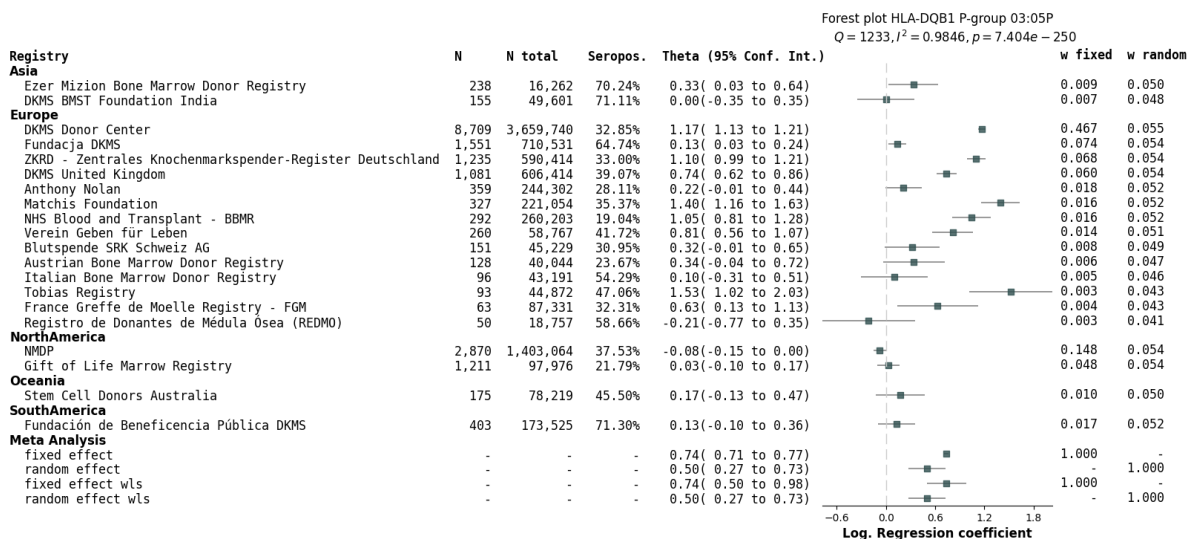 Forest plot HLA-DQB1 P-group 03:05P
Q = 1233, I² = 0.9846, p = 7.404e − 250
Registry N N total Seropos. Theta (95% Conf. Int.) w fixed w random
Asia
Ezer Mizion Bone Marrow Donor Registry 238 16,262 70.24% 0.33( 0.03 to 0.64) 0.009 0.050
DKMS BMST Foundation India 155 49,601 71.11% 0.00(-0.35 to 0.35) 0.007 0.048
Europe
DKMS Donor Center 8,709 3,659,740 32.85% 1.17( 1.13 to 1.21) 0.467 0.055
Fundacja DKMS 1,551 710,531 64.74% 0.13( 0.03 to 0.24) 0.074 0.054
ZKRD - Zentrales Knochenmarkspender-Register Deutschland 1,235 590,414 33.00% 1.10( 0.99 to 1.21) 0.068 0.054
DKMS United Kingdom 1,081 606,414 39.07% 0.74( 0.62 to 0.86) 0.060 0.054
Anthony Nolan 359 244,302 28.11% 0.22(-0.01 to 0.44) 0.018 0.052
Matchis Foundation 327 221,054 35.37% 1.40( 1.16 to 1.63) 0.016 0.052
NHS Blood and Transplant - BBMR 292 260,203 19.04% 1.05( 0.81 to 1.28) 0.016 0.052
Verein Geben für Leben 260 58,767 41.72% 0.81( 0.56 to 1.07) 0.014 0.051
Blutspende SRK Schweiz AG 151 45,229 30.95% 0.32(-0.01 to 0.65) 0.008 0.049
Austrian Bone Marrow Donor Registry 128 40,044 23.67% 0.34(-0.04 to 0.72) 0.006 0.047
Italian Bone Marrow Donor Registry 96 43,191 54.29% 0.10(-0.31 to 0.51) 0.005 0.046
Tobias Registry 93 44,872 47.06% 1.53( 1.02 to 2.03) 0.003 0.043
France Greffe de Moelle Registry - FGM 63 87,331 32.31% 0.63( 0.13 to 1.13) 0.004 0.043
Registro de Donantes de Médula Ósea (REDMO) 50 18,757 58.66% -0.21(-0.77 to 0.35) 0.003 0.041
NorthAmerica
NMDP 2,870 1,403,064 37.53% -0.08(-0.15 to 0.00) 0.148 0.054
Gift of Life Marrow Registry 1,211 97,976 21.79% 0.03(-0.10 to 0.17) 0.048 0.054
Oceania
Stem Cell Donors Australia 175 78,219 45.50% 0.17(-0.13 to 0.47) 0.010 0.050
SouthAmerica
Fundación de Beneficencia Pública DKMS 403 173,525 71.30% 0.13(-0.10 to 0.36) 0.017 0.052
Meta Analysis
fixed effect - - - 0.74( 0.71 to 0.77) 1.000 -
random effect - - - 0.50( 0.27 to 0.73) - 1.000
fixed effect wls - - - 0.74( 0.50 to 0.98) 1.000 -
random effect wls - - - 0.50( 0.27 to 0.73) - 1.000
−0.6 0.0 0.6 1.2 1.8
Log. Regression coefficient